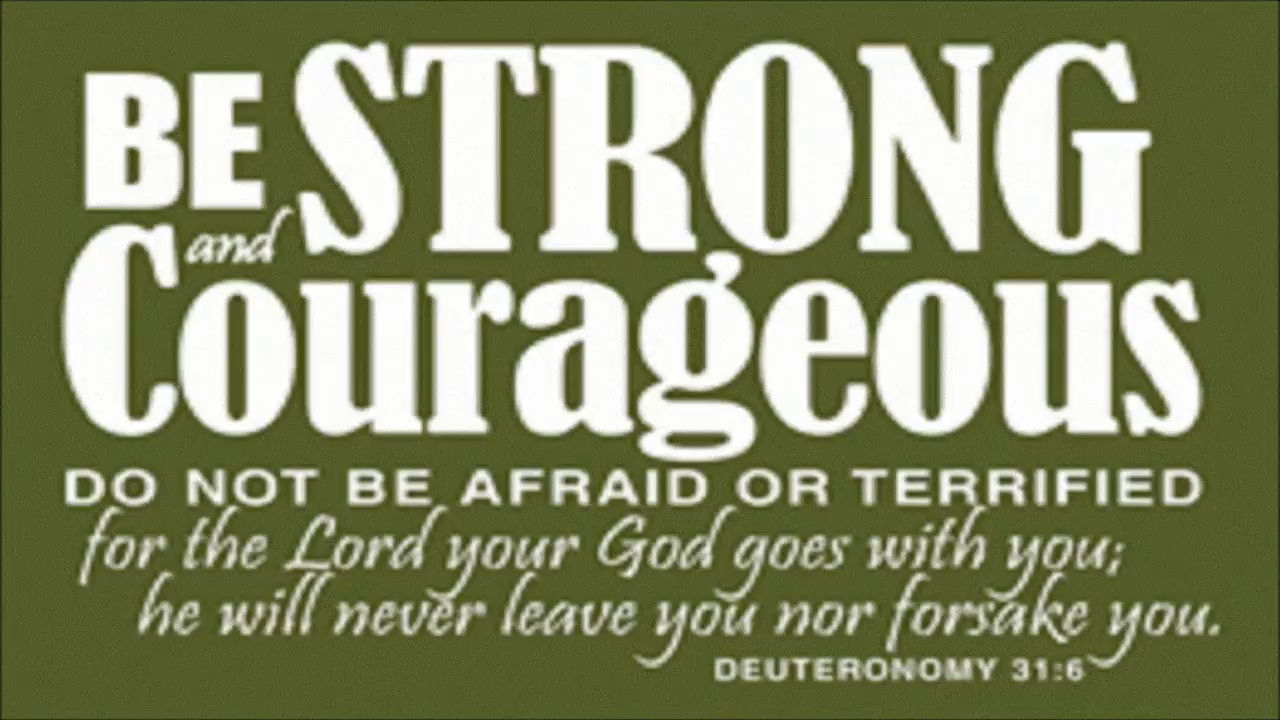 BE STRONG
and
Courageous
DO NOT BE AFRAID OR TERRIFIED
for the Lord your God goes with you;
he will never leave you nor forsake you.
DEUTERONOMY 31:6